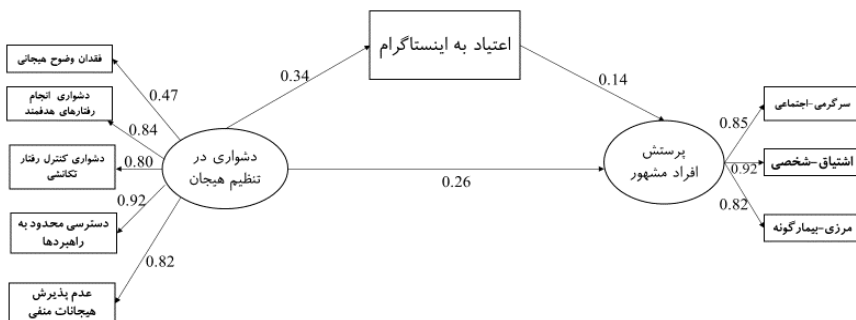 اعتیاد به اینستاگرام
0.34
0.14
فقدان وضوح هیجانی
0.47
دشواری انجام
رفتارهای هدفمند
0.84
دشواری کنترل رفتار
تکانشی
0.80
دسترسی محدود به
راهبردها
0.92
عدم پذیرش
هیجانات منفی
0.82
دشواری در
تنظیم هیجان
0.26
پرستش
افراد مشهور
سرگرمی-اجتماعی
0.85
اشتیاق-شخصی
0.92
مرزی-بیمارگونه
0.82